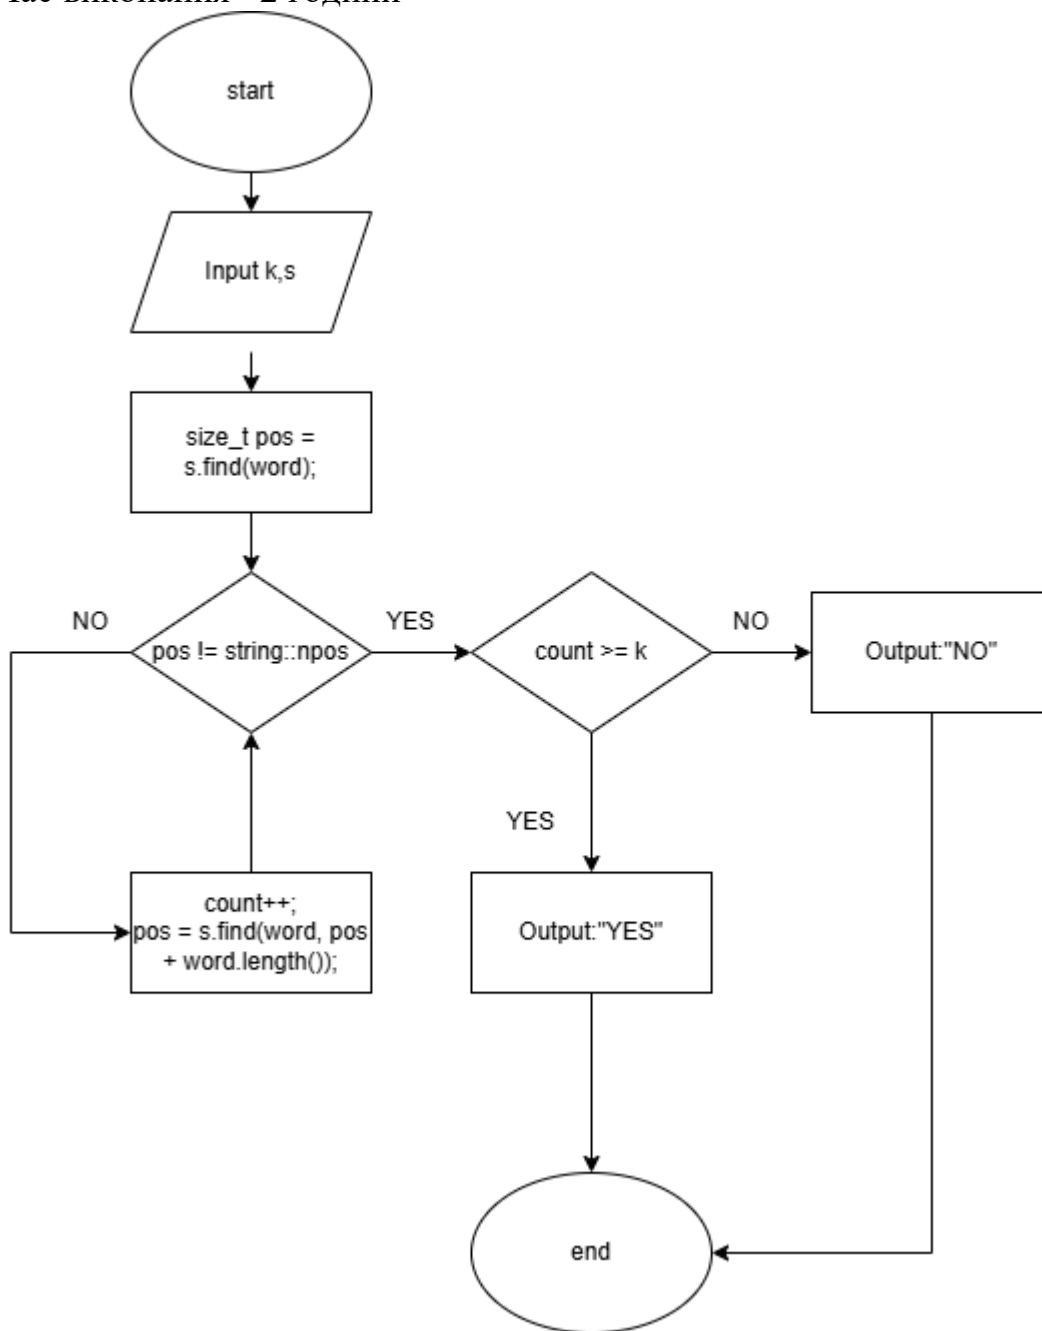 час виконання - 2 години
start
Input k,s
size_t pos =
s.find(word);
NO
pos != string::npos
YES
count >= k
NO
Output:"NO"
YES
count++;
pos = s.find(word, pos
+ word.length());
Output:"YES"
end